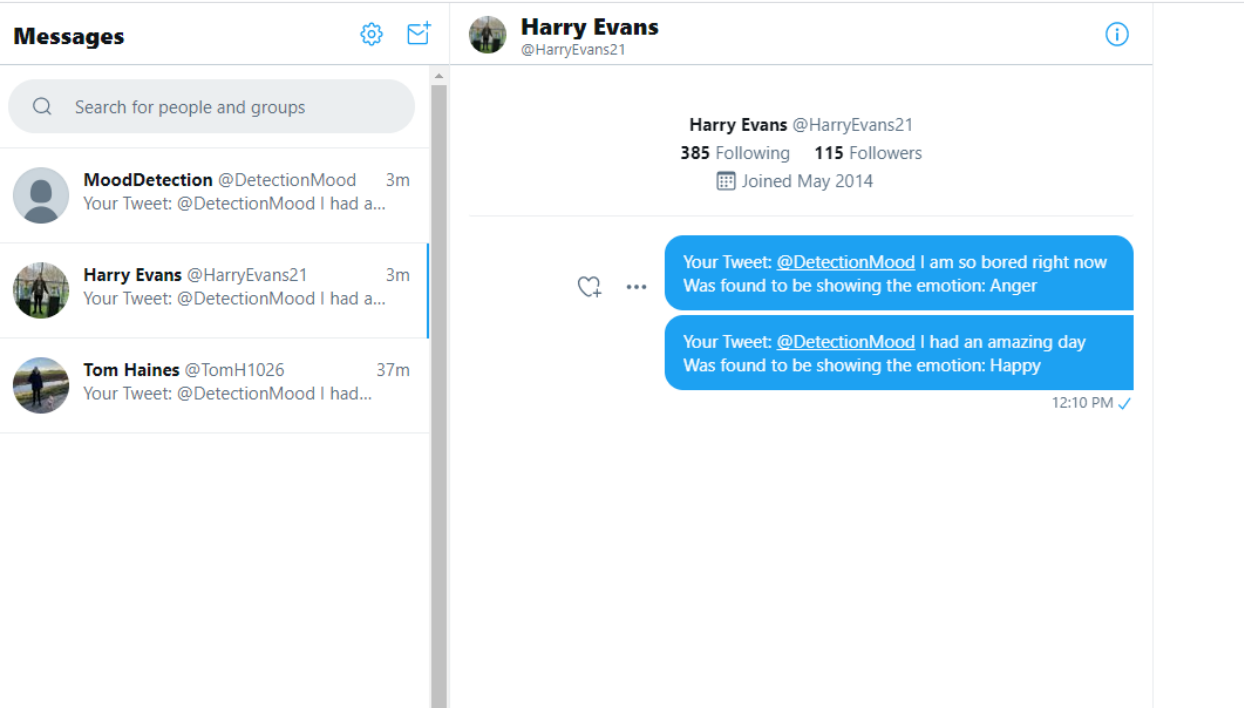 Messages
Search for people and groups
MoodDetection @DetectionMood 3m
Your Tweet: @DetectionMood I had a...
Harry Evans @HarryEvans21 3m
Your Tweet: @DetectionMood I had a...
Tom Haines @TomH1026 37m
Your Tweet: @DetectionMood I had...
Harry Evans
@HarryEvans21
Harry Evans @HarryEvans21
385 Following 115 Followers
Joined May 2014
Your Tweet: @DetectionMood I am so bored right now
Was found to be showing the emotion: Anger
Your Tweet: @DetectionMood I had an amazing day
Was found to be showing the emotion: Happy
12:10 PM